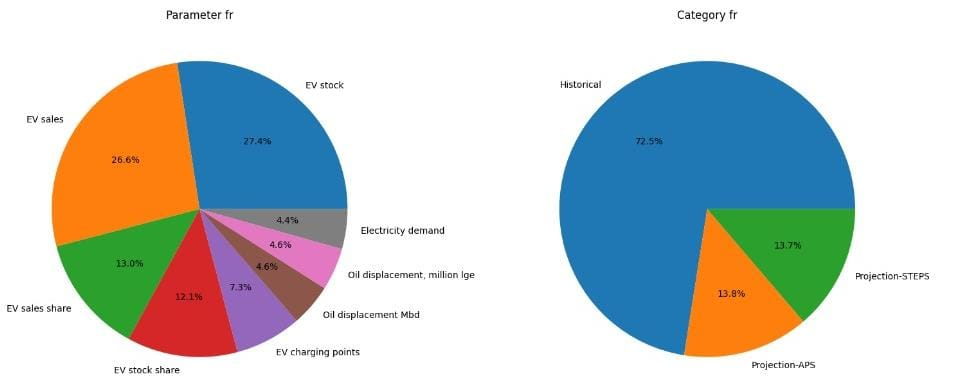 Parameter fr
EV stock
27.4%
EV sales
26.6%
EV sales share
13.0%
EV stock share
12.1%
EV charging points
7.3%
Oil displacement Mbd
4.6%
Oil displacement, million lge
4.6%
Electricity demand
4.4%
Category fr
Historical
72.5%
Projection-APS
13.8%
Projection-STEPS
13.7%